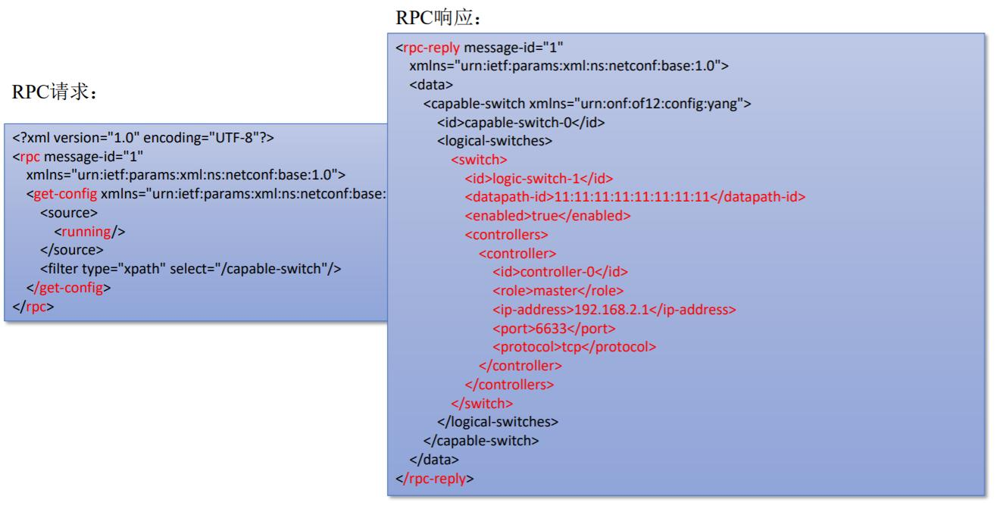 RPC请求：
<?xml version="1.0" encoding="UTF-8"?>
<rpc message-id="1"
xmlns="urn:ietf:params:xml:ns:netconf:base:1.0">
<get-config xmlns="urn:ietf:params:xml:ns:netconf:base:
<source>
<running/>
</source>
<filter type="xpath" select="/capable-switch"/>
</get-config>
</rpc>
RPC响应：
<rpc-reply message-id="1"
xmlns="urn:ietf:params:xml:ns:netconf:base:1.0">
<data>
<capable-switch xmlns="urn:onf:of12:config:yang">
<id>capable-switch-0</id>
<logical-switches>
<switch>
<id>logic-switch-1</id>
<datapath-id>11:11:11:11:11:11:11:11</datapath-id>
<enabled>true</enabled>
<controllers>
<controller>
<id>controller-0</id>
<role>master</role>
<ip-address>192.168.2.1</ip-address>
<port>6633</port>
<protocol>tcp</protocol>
</controller>
</controllers>
</switch>
</logical-switches>
</capable-switch>
</data>
</rpc-reply>